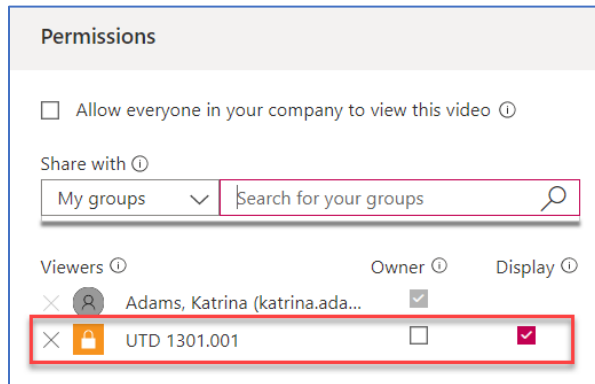 Permissions
Allow everyone in your company to view this video
Share with
My groups Search for your groups
Viewers Owner Display
Adams, Katrina (katrina.ada...
UTD 1301.001